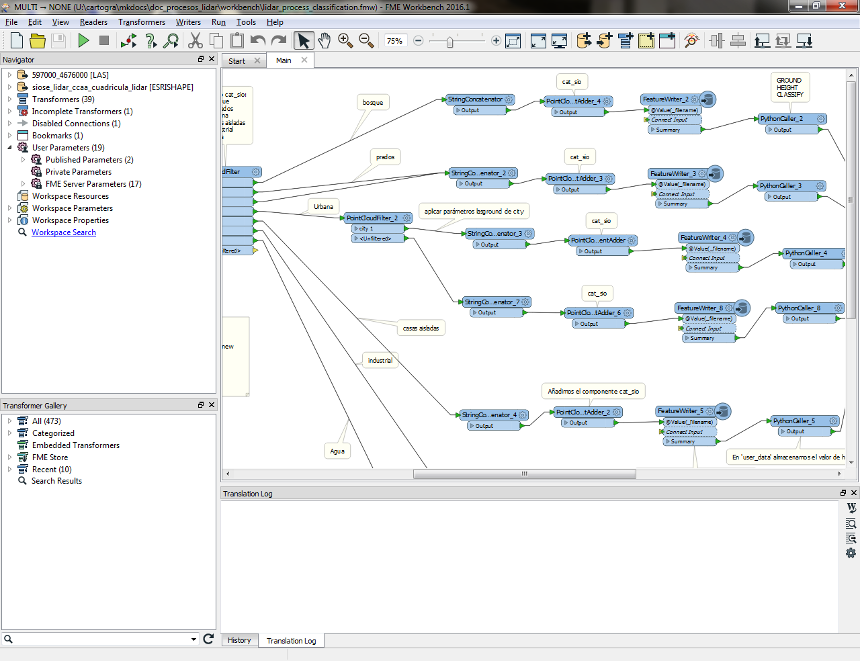 MULTI → NONE (U:\cartogra\mkdocs\doc_procesos_lidar\workbench\lidar_process_classification.fmw) - FME Workbench 2016.1
File Edit View Readers Transformers Writers Run Tools Help
75%
Navigator
597000_4676000 [LAS]
siose_lidar_ccaa_cuadricula_lidar [ESRISHAPE]
Transformers (39)
Incomplete Transformers (1)
Disabled Connections (1)
Bookmarks (1)
User Parameters (19)
Published Parameters (2)
Private Parameters
FME Server Parameters (17)
Workspace Resources
Workspace Parameters
Workspace Properties
Workspace Search
Transformer Gallery
All (473)
Categorized
Embedded Transformers
FME Store
Recent (10)
Search Results
Start
Main
bosque
StringConcatenator
Output
cat_sio
PointClo...tAdder_4
Output
FeatureWriter_2
@Value(_filename)
Connect Input
Summary
GROUND
HEIGHT
CLASSIFY
PythonCaller_2
Output
prados
StringCo...enator_2
Output
cat_sio
PointClo...tAdder_3
Output
FeatureWriter_3
@Value(_filename)
Connect Input
Summary
PythonCaller_3
Output
Urbana
PointCloudFilter_2
city 1
<Unfiltered>
aplicar parámetros lasground de city
StringCo...enator_3
Output
cat_sio
PointClo...entAdder
Output
FeatureWriter_4
@Value(_filename)
Connect Input
Summary
PythonCaller_4
Output
StringCo...enator_7
Output
cat_sio
PointClo...tAdder_6
Output
FeatureWriter_8
@Value(_filename)
Connect Input
Summary
PythonCaller_8
Output
casas aisladas
Industrial
Agua
new
StringCo...enator_4
Output
Añadimos el componente cat_sio
PointClo...tAdder_2
Output
FeatureWriter_5
@Value(_filename)
Connect Input
Summary
PythonCaller_5
Output
En 'user_data' almacenamos el valor de h
Translation Log
History
Translation Log